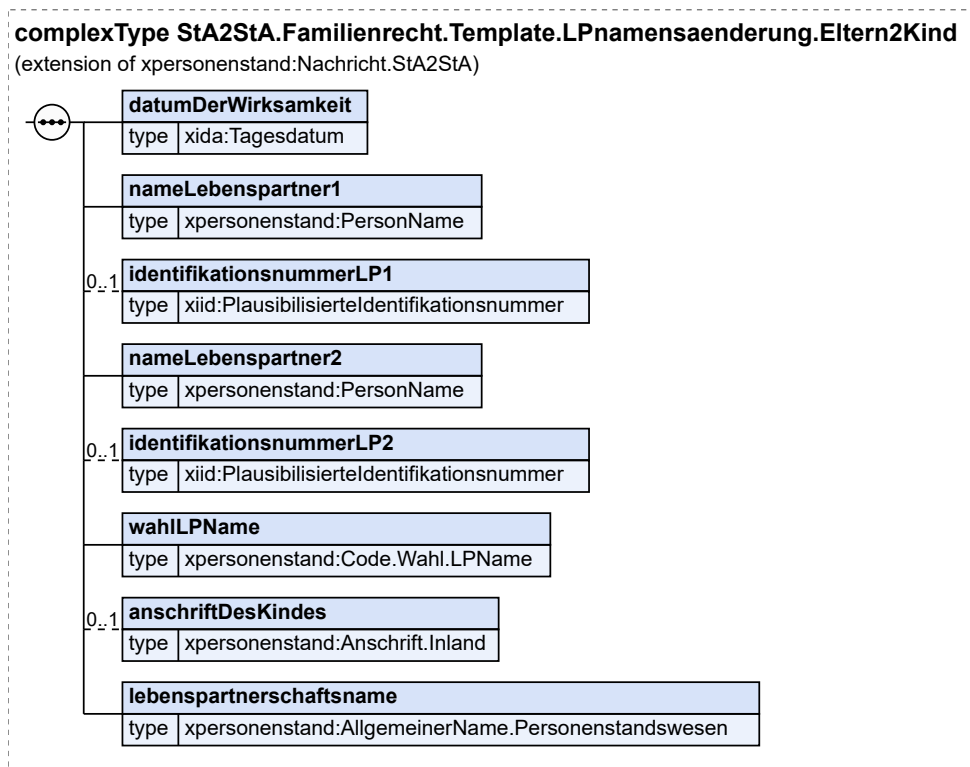 complexType StA2StA.Familienrecht.Template.LPnamensaenderung.Eltern2Kind
(extension of xpersonenstand:Nachricht.StA2StA)
datumDerWirksamkeit
type xida:Tagesdatum
nameLebenspartner1
type xpersonenstand:PersonName
0..1 identifikationsnummerLP1
type xiid:PlausibilisierteIdentifikationsnummer
nameLebenspartner2
type xpersonenstand:PersonName
0..1 identifikationsnummerLP2
type xiid:PlausibilisierteIdentifikationsnummer
wahlLPName
type xpersonenstand:Code.Wahl.LPName
0..1 anschriftDesKindes
type xpersonenstand:Anschrift.Inland
lebenspartnerschaftsname
type xpersonenstand:AllgemeinerName.Personenstandswesen